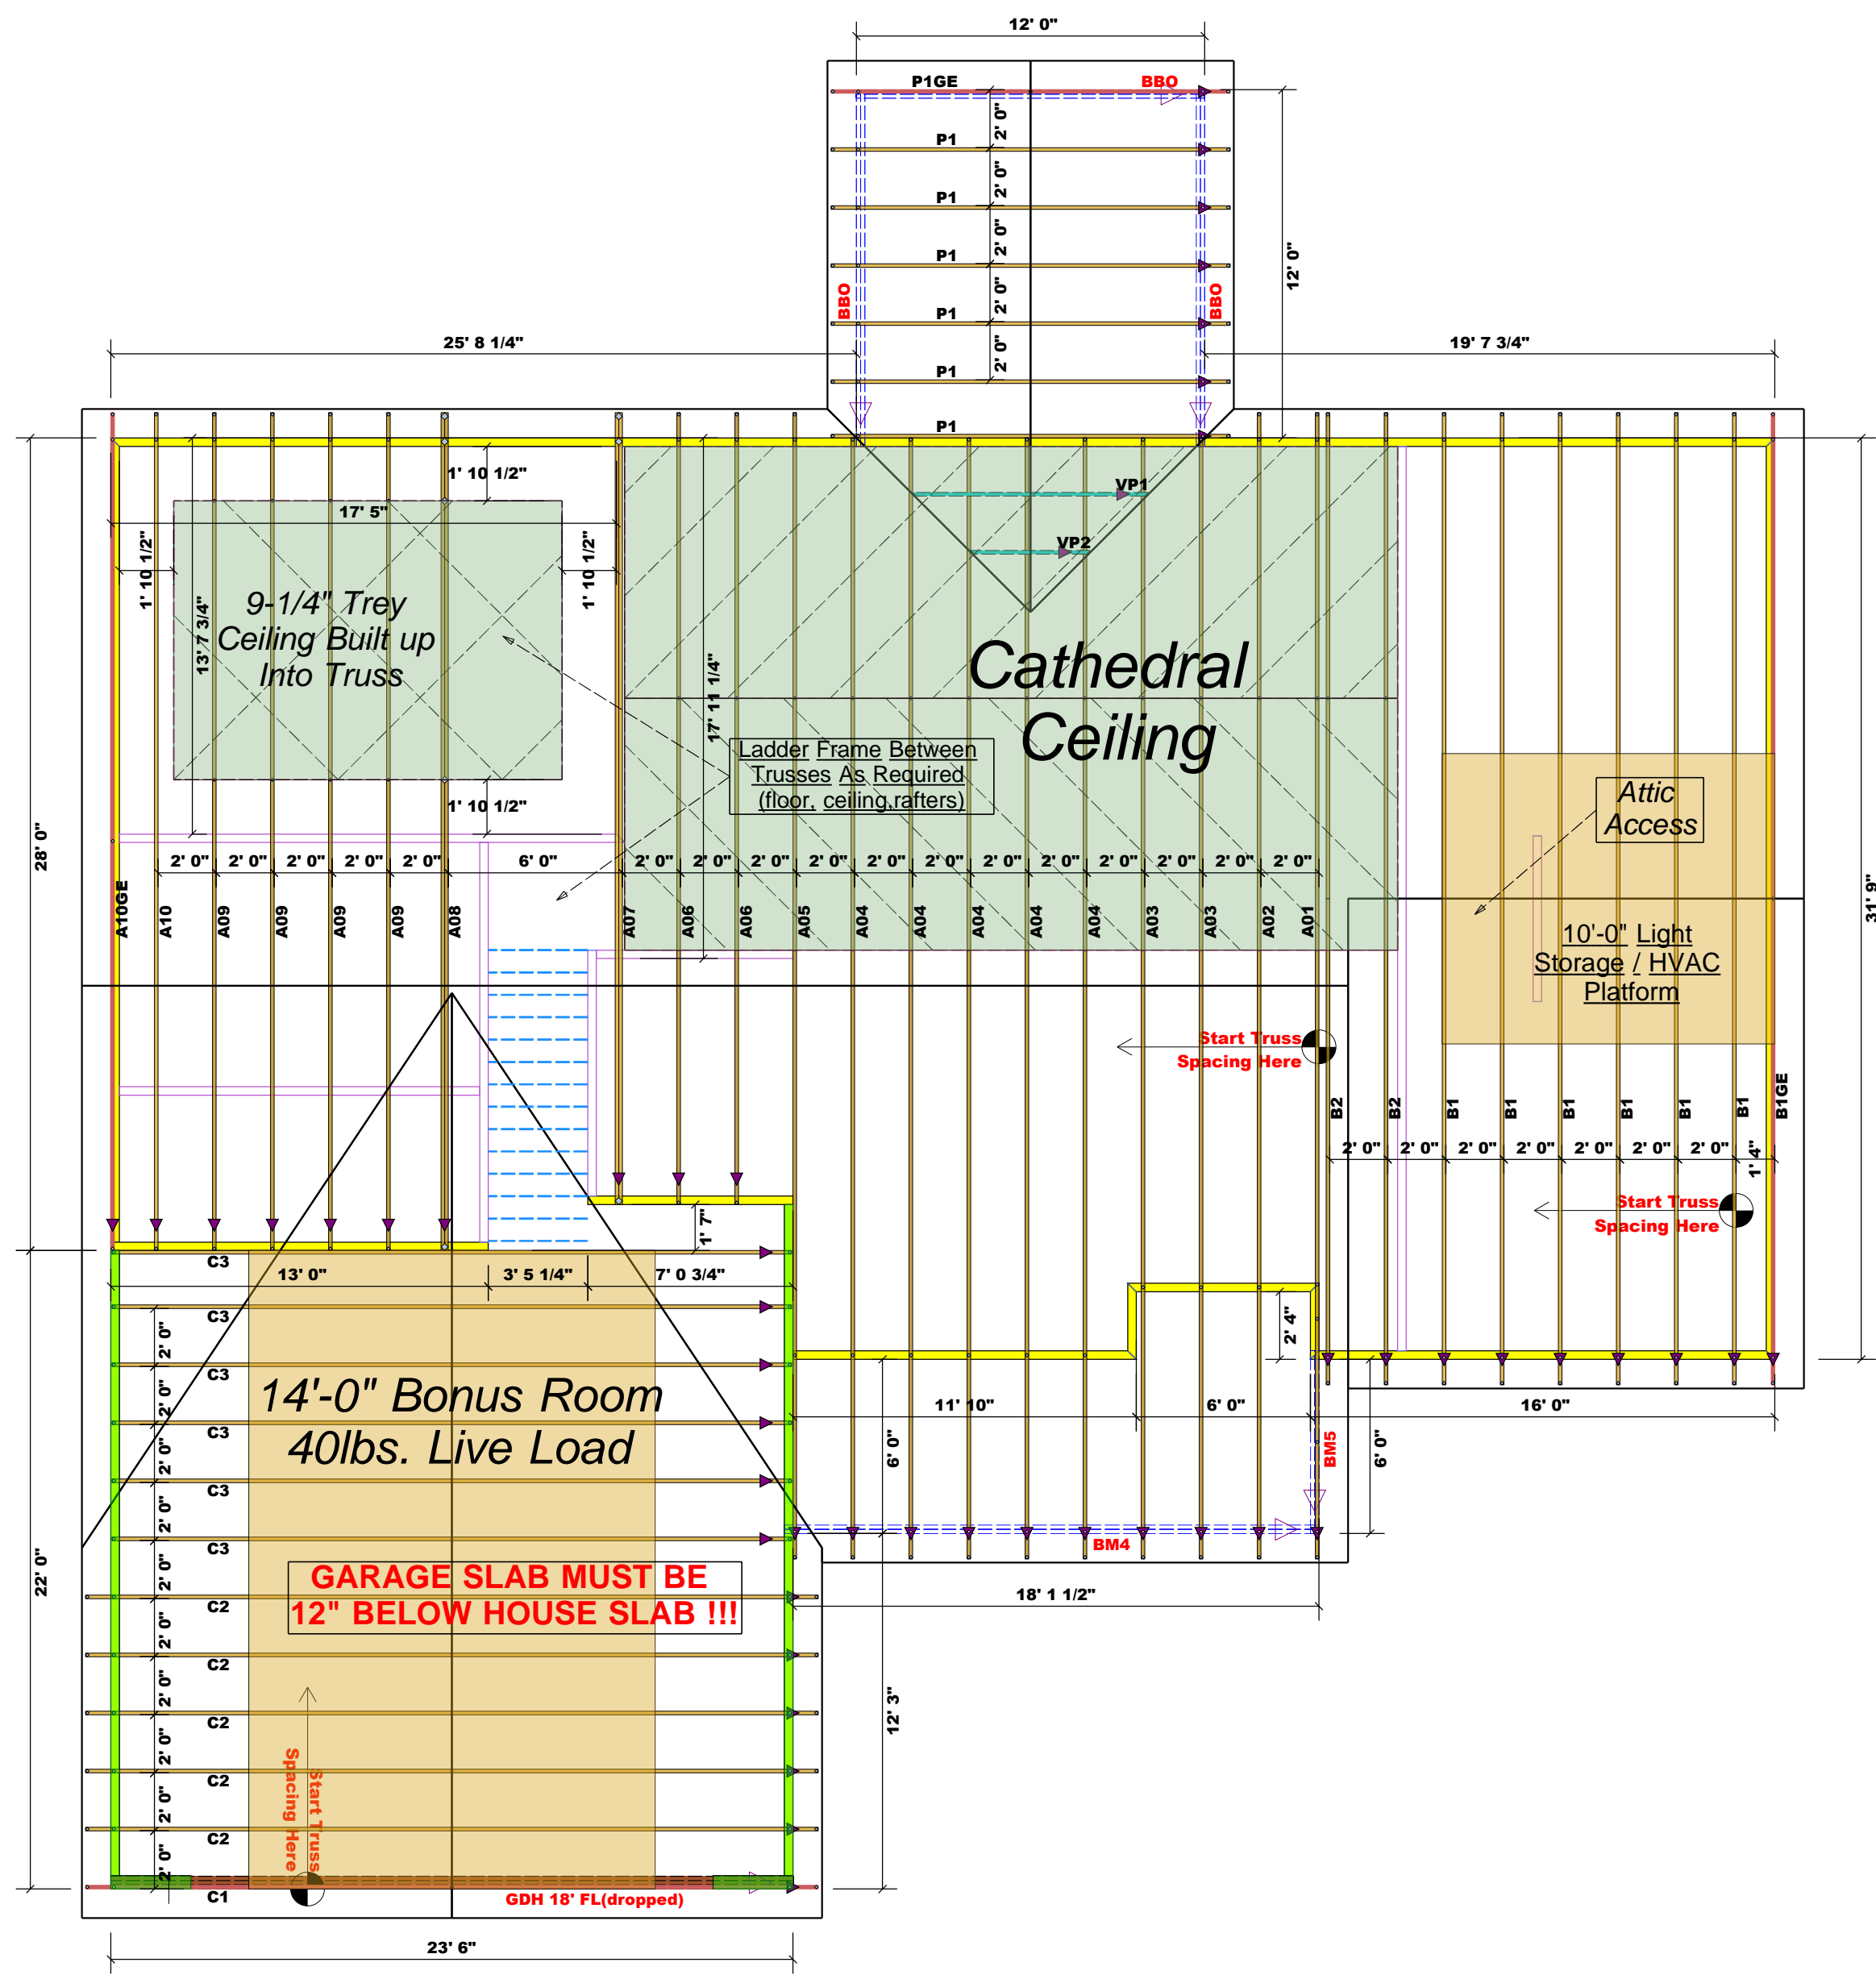 12' 0"
P1GE
BBO
2' 0"
P1
2' 0"
P1
2' 0"
P1
12' 0"
2' 0"
BBO
BBO
P1
2' 0"
25' 8 1/4"
19' 7 3/4"
P1
P1
1' 10 1/2"
VP1
17' 5"
VP2
1' 10 1/2"
1' 10 1/2"
13' 7 3/4"
9-1/4" Trey
Ceiling Built up
Into Truss
Cathedral
Ceiling
17' 11 1/4"
Ladder Frame Between
Trusses As Required
(floor, ceiling,rafters)
1' 10 1/2"
Attic
Access
28' 0"
31' 9"
2' 0" 2' 0" 2' 0" 2' 0" 2' 0" 6' 0" 2' 0" 2' 0" 2' 0" 2' 0" 2' 0" 2' 0" 2' 0" 2' 0" 2' 0" 2' 0" 2' 0" 2' 0"
A10GE A10 A09 A09 A09 A09 A08 A07 A06 A06 A05 A04 A04 A04 A04 A04 A03 A03 A02 A01
10'-0" Light
Storage / HVAC
Platform
Start Truss
Spacing Here
B2 B2 B1 B1 B1 B1 B1 B1 B1GE
2' 0" 2' 0" 2' 0" 2' 0" 2' 0" 2' 0" 2' 0" 1' 4"
Start Truss
Spacing Here
1' 7"
C3
13' 0"
3' 5 1/4"
7' 0 3/4"
C3
2' 0"
2' 4"
C3
2' 0"
14'-0" Bonus Room
40lbs. Live Load
11' 10"
6' 0"
16' 0"
C3
2' 0"
6' 0"
BM5
6' 0"
C3
2' 0"
C3
BM4
2' 0"
GARAGE SLAB MUST BE
12" BELOW HOUSE SLAB !!!
22' 0"
18' 1 1/2"
C2
2' 0"
C2
2' 0"
12' 3"
C2
2' 0"
C2
2' 0"
Start Truss
Spacing Here
C2
2' 0"
C1
GDH 18' FL(dropped)
23' 6"